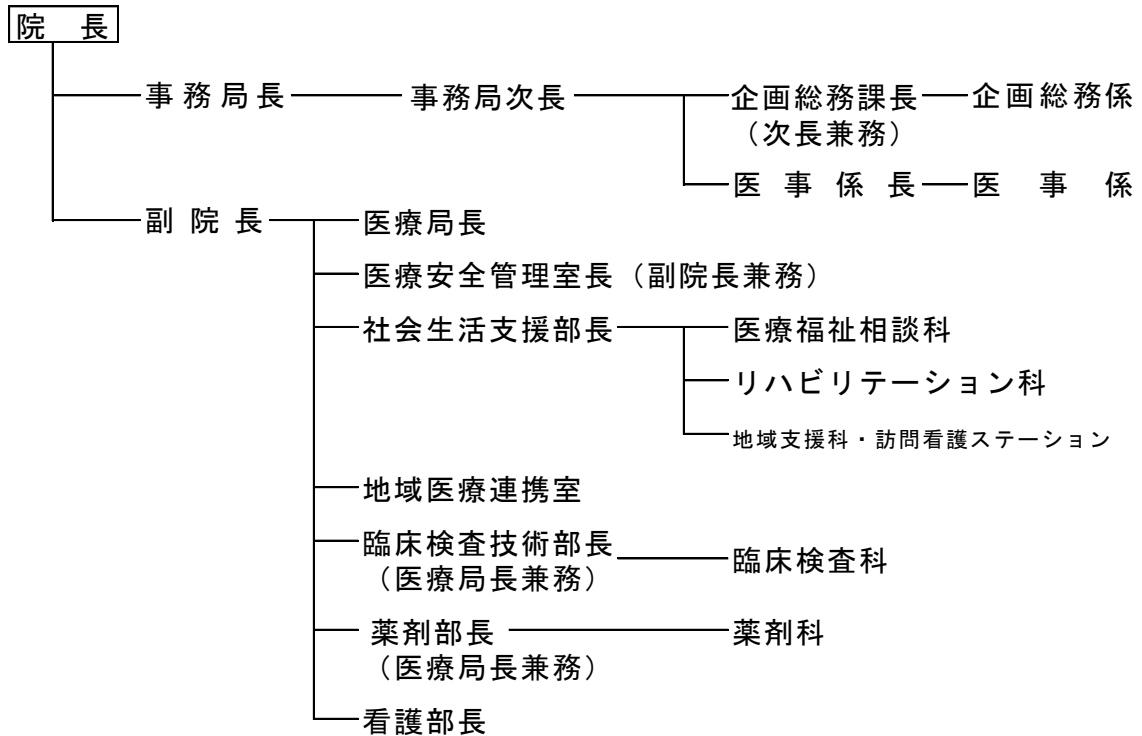 院長
事務局長 事務局次長 企画総務課長 企画総務係
（次長兼務）
医事係長 医事係
副院長 医療局長
医療安全管理室長（副院長兼務）
社会生活支援部長 医療福祉相談科
リハビリテーション科
地域支援科・訪問看護ステーション
地域医療連携室
臨床検査技術部長 臨床検査科
（医療局長兼務）
薬剤部長 薬剤科
（医療局長兼務）
看護部長